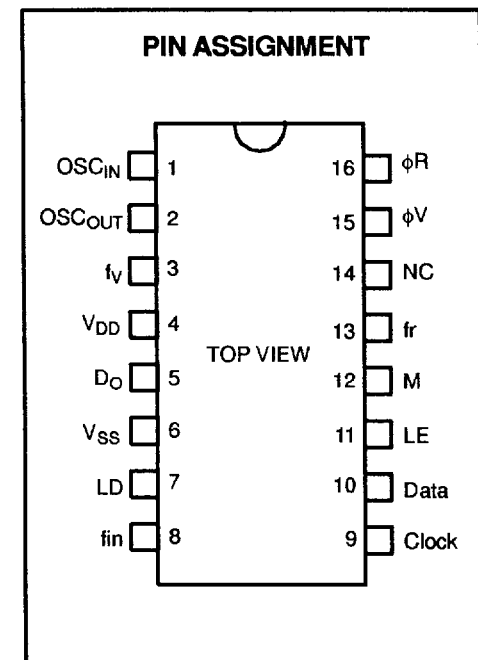 PIN ASSIGNMENT
OSCIN 1
OSCOUT 2
fV 3
VDD 4
DO 5
VSS 6
LD 7
fin 8
TOP VIEW
16 ϕR
15 ϕV
14 NC
13 fr
12 M
11 LE
10 Data
9 Clock